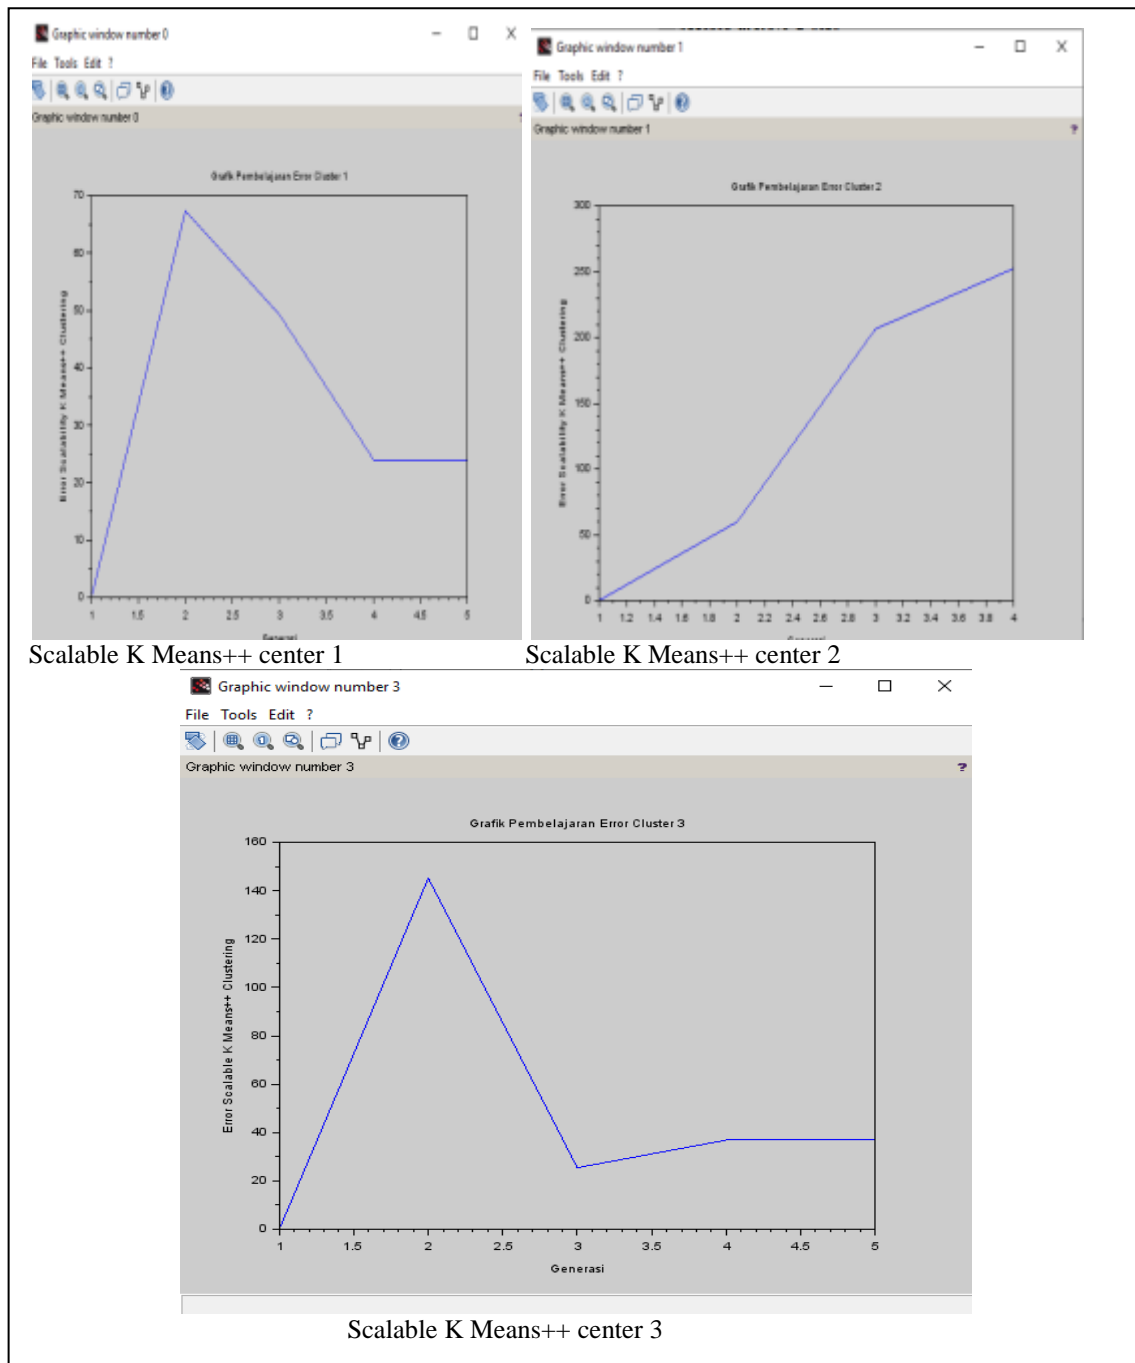 Graphic window number 0
File Tools Edit ?
Graphic window number 0
?
Grafik Pembelajaran Error Cluster 1
Error Scalability K Means++ Clustering
70
60
50
40
30
20
10
0
1 1.5 2 2.5 3 3.5 4 4.5 5
Generasi
Scalable K Means++ center 1
Graphic window number 1
File Tools Edit ?
Graphic window number 1
?
Grafik Pembelajaran Error Cluster 2
Error Scalability K Means++ Clustering
300
250
200
150
100
50
0
1 1.2 1.4 1.6 1.8 2 2.2 2.4 2.6 2.8 3 3.2 3.4 3.6 3.8 4
Scalable K Means++ center 2
Graphic window number 3
File Tools Edit ?
Graphic window number 3
?
Grafik Pembelajaran Error Cluster 3
Error Scalable K Means++ Clustering
160
140
120
100
80
60
40
20
0
1 1.5 2 2.5 3 3.5 4 4.5 5
Generasi
Scalable K Means++ center 3